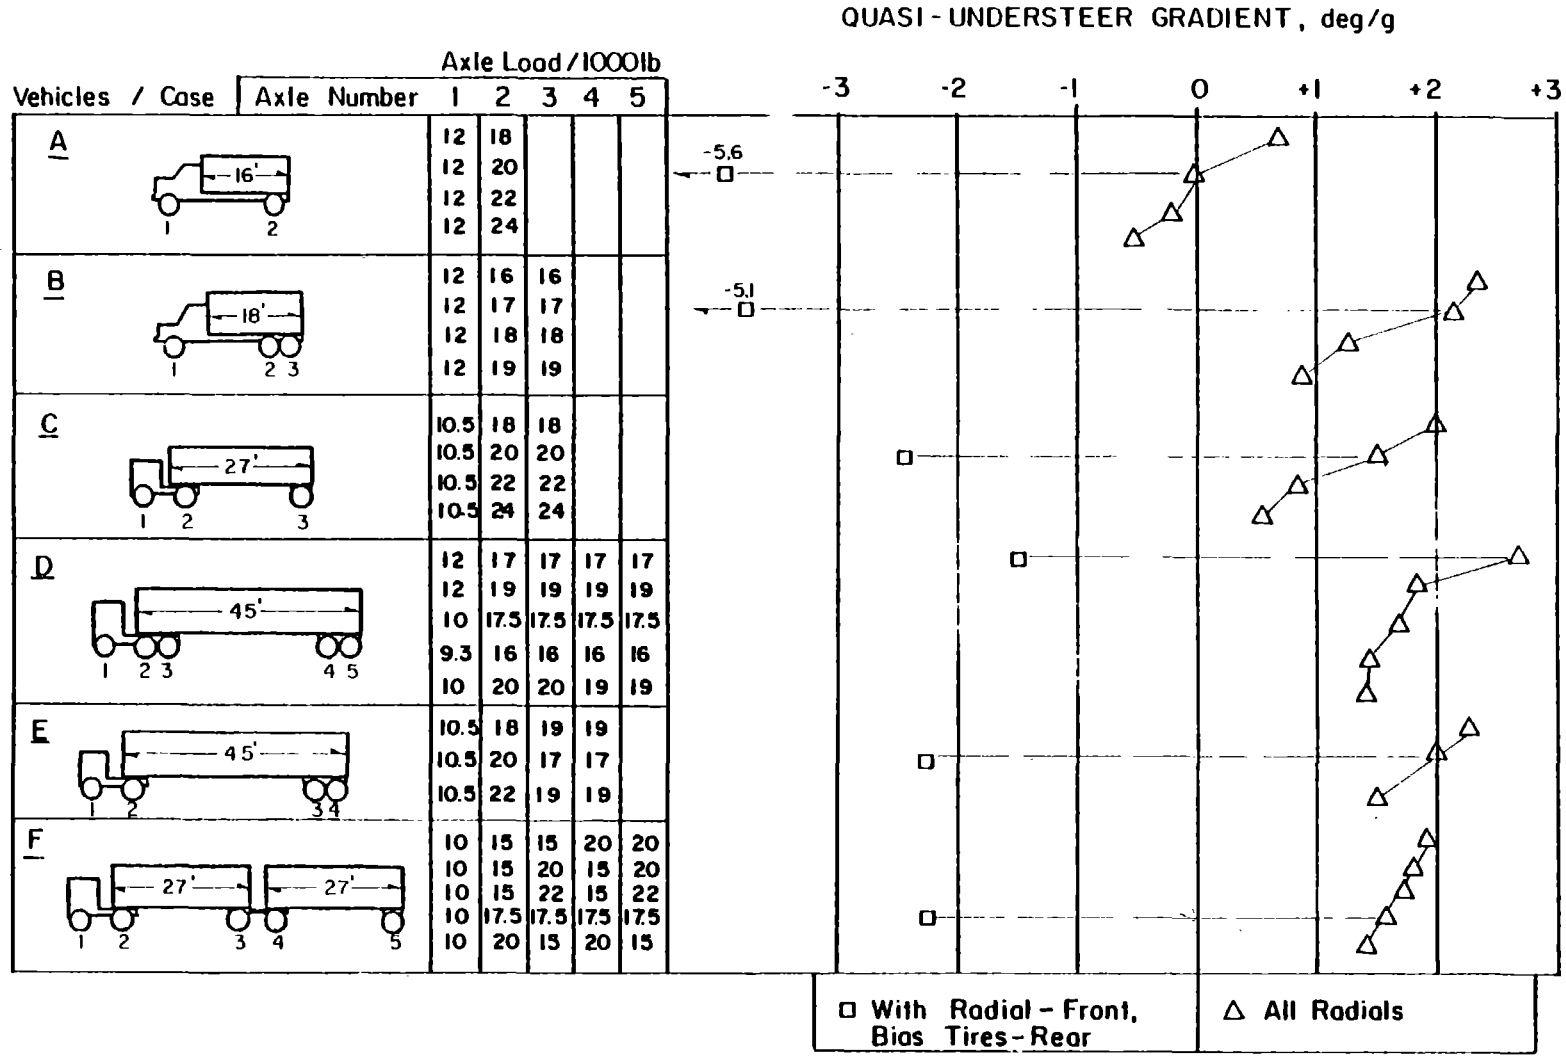 QUASI-UNDERSTEER GRADIENT, deg/g
Axle Load/1000lb
Vehicles / Case Axle Number 1 2 3 4 5
-3 -2 -1 0 +1 +2 +3
A
16'
1 2
12 18
12 20
12 22
12 24
-5.6
B
18'
1 2 3
12 16 16
12 17 17
12 18 18
12 19 19
-5.1
C
27'
1 2 3
10.5 18 18
10.5 20 20
10.5 22 22
10.5 24 24
D
45'
1 2 3 4 5
12 17 17 17 17
12 19 19 19 19
10 17.5 17.5 17.5 17.5
9.3 16 16 16 16
10 20 20 19 19
E
45'
1 2 3 4
10.5 18 19 19
10.5 20 17 17
10.5 22 19 19
F
27' 27'
1 2 3 4 5
10 15 15 20 20
10 15 20 15 20
10 15 22 15 22
10 17.5 17.5 17.5 17.5
10 20 15 20 15
With Radial-Front,
Bias Tires-Rear
All Radials